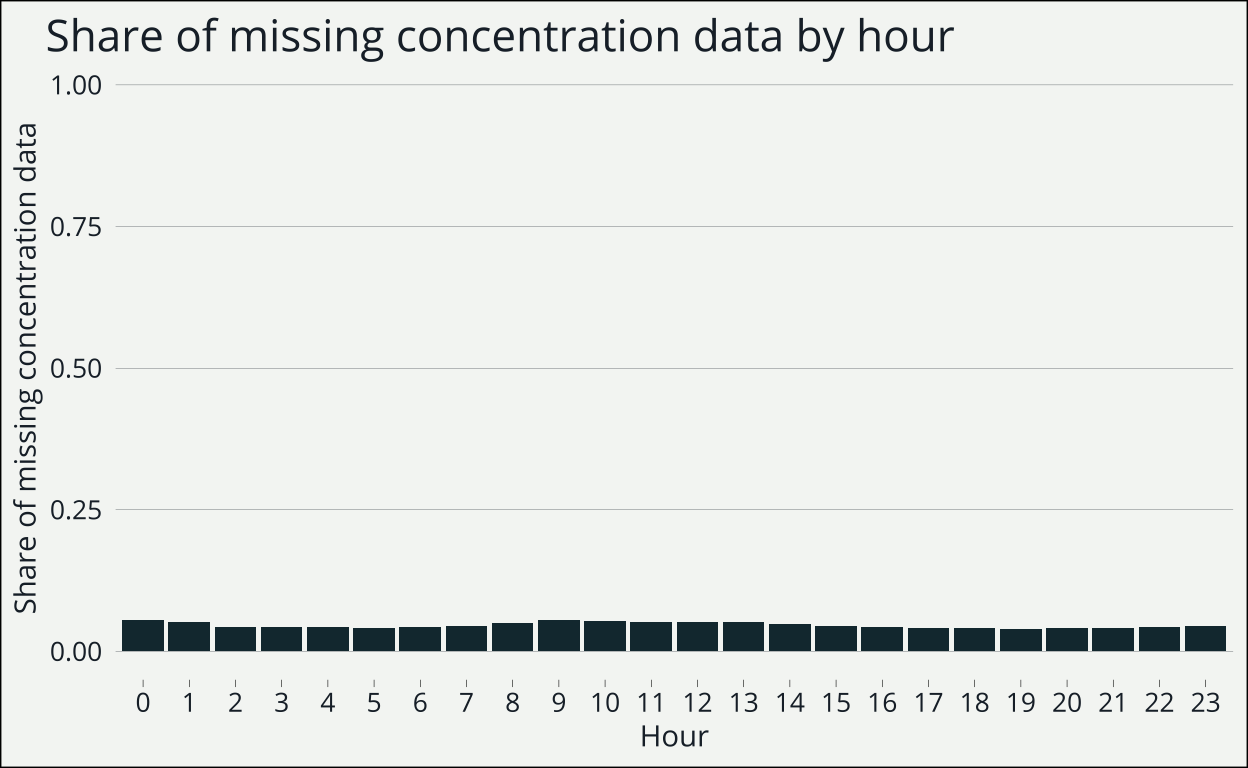 Share of missing concentration data by hour
Share of missing concentration data
1.00
0.75
0.50
0.25
0.00
0 1 2 3 4 5 6 7 8 9 10 11 12 13 14 15 16 17 18 19 20 21 22 23
Hour